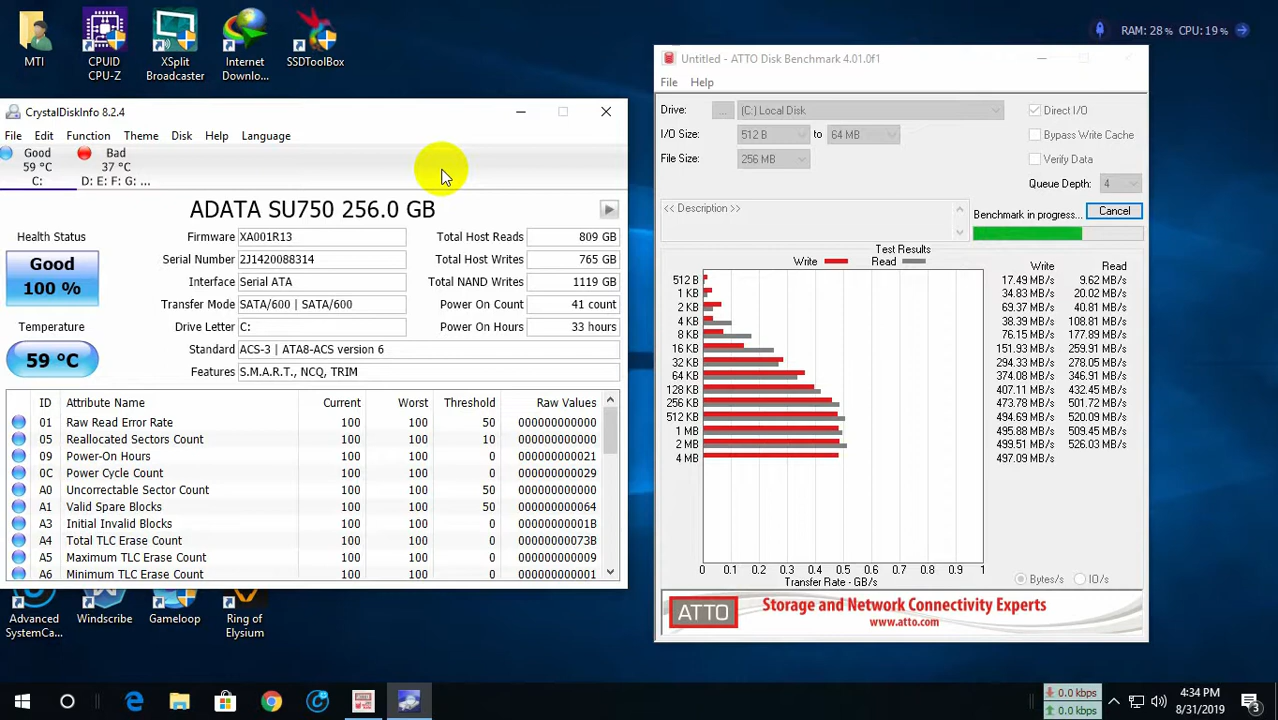 MTI
CPUID
CPU-Z
XSplit
Broadcaster
Internet
Downlo...
SSDToolBox
RAM: 28 % CPU: 19 %
CrystalDiskInfo 8.2.4
File Edit Function Theme Disk Help Language
Good
59 °C
C:
Bad
37 °C
D: E: F: G: ...
ADATA SU750 256.0 GB
Health Status
Good
100 %
Temperature
59 °C
Firmware XA001R13
Serial Number 2J1420088314
Interface Serial ATA
Transfer Mode SATA/600 | SATA/600
Drive Letter C:
Standard ACS-3 | ATA8-ACS version 6
Features S.M.A.R.T., NCQ, TRIM
Total Host Reads 809 GB
Total Host Writes 765 GB
Total NAND Writes 1119 GB
Power On Count 41 count
Power On Hours 33 hours
ID Attribute Name Current Worst Threshold Raw Values
01 Raw Read Error Rate 100 100 50 000000000000
05 Reallocated Sectors Count 100 100 10 000000000000
09 Power-On Hours 100 100 0 000000000021
0C Power Cycle Count 100 100 0 000000000029
A0 Uncorrectable Sector Count 100 100 50 000000000000
A1 Valid Spare Blocks 100 100 50 000000000064
A3 Initial Invalid Blocks 100 100 0 00000000001B
A4 Total TLC Erase Count 100 100 0 00000000073B
A5 Maximum TLC Erase Count 100 100 0 000000000009
A6 Minimum TLC Erase Count 100 100 0 000000000001
Untitled - ATTO Disk Benchmark 4.01.0f1
File Help
Drive: ... (C:) Local Disk
I/O Size: 512 B to 64 MB
File Size: 256 MB
Direct I/O
Bypass Write Cache
Verify Data
Queue Depth: 4
<< Description >>
Benchmark in progress... Cancel
Test Results
Write Read
Write Read
512 B 17.49 MB/s 9.62 MB/s
1 KB 34.83 MB/s 20.02 MB/s
2 KB 69.37 MB/s 40.81 MB/s
4 KB 38.39 MB/s 108.81 MB/s
8 KB 76.15 MB/s 177.89 MB/s
16 KB 151.93 MB/s 259.91 MB/s
32 KB 294.33 MB/s 278.05 MB/s
64 KB 374.08 MB/s 346.91 MB/s
128 KB 407.11 MB/s 432.45 MB/s
256 KB 473.78 MB/s 501.72 MB/s
512 KB 494.69 MB/s 520.09 MB/s
1 MB 495.88 MB/s 509.45 MB/s
2 MB 499.51 MB/s 526.03 MB/s
4 MB 497.09 MB/s
0 0.1 0.2 0.3 0.4 0.5 0.6 0.7 0.8 0.9 1
Transfer Rate - GB/s
Bytes/s IO/s
ATTO
Storage and Network Connectivity Experts
www.atto.com
Advanced
SystemCa...
Windscribe
Gameloop
Ring of
Elysium
0.0 kbps
0.0 kbps
4:34 PM
8/31/2019
3